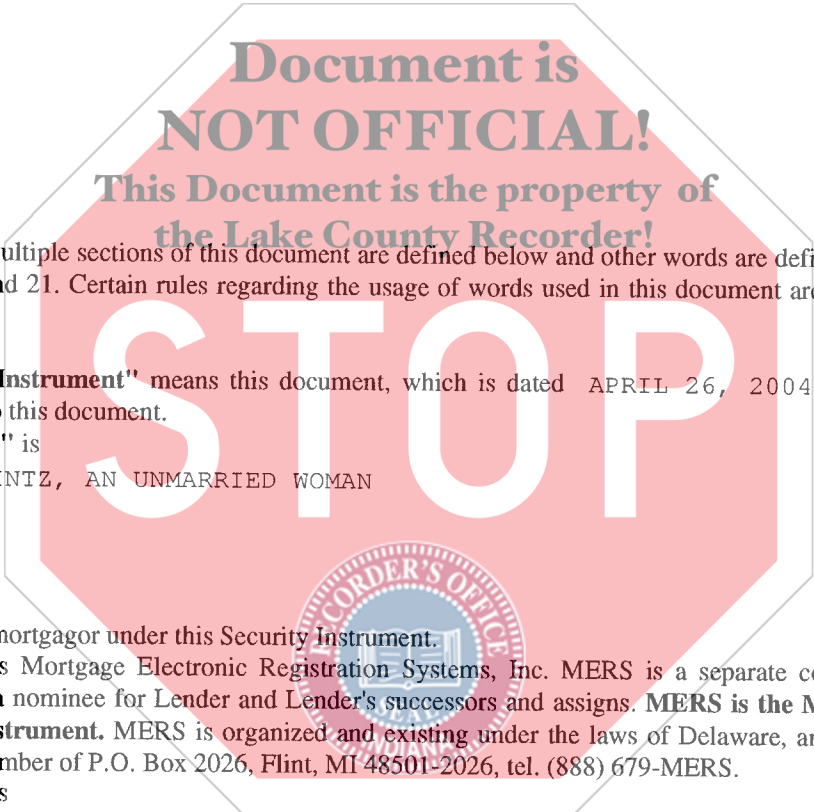 Document is
NOT OFFICIAL!
This Document is the property of
the Lake County Recorder!
ultiple sections of this document are defined below and other words are defi
d 21. Certain rules regarding the usage of words used in this document ar
STOP
Instrument" means this document, which is dated APRIL 26, 2004
this document.
" is
NTZ, AN UNMARRIED WOMAN
RECORDER'S OFFICE
SEAL
INDIANA
mortgagor under this Security Instrument.
s Mortgage Electronic Registration Systems, Inc. MERS is a separate c
a nominee for Lender and Lender's successors and assigns. MERS is the M
strument. MERS is organized and existing under the laws of Delaware, a
mber of P.O. Box 2026, Flint, MI 48501-2026, tel. (888) 679-MERS.
s